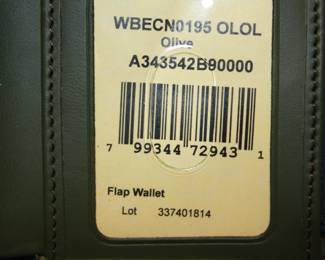 WBECN0195 OLOL
Olive
A343542B90000
7 99344 72943 1
Flap Wallet
Lot 337401814